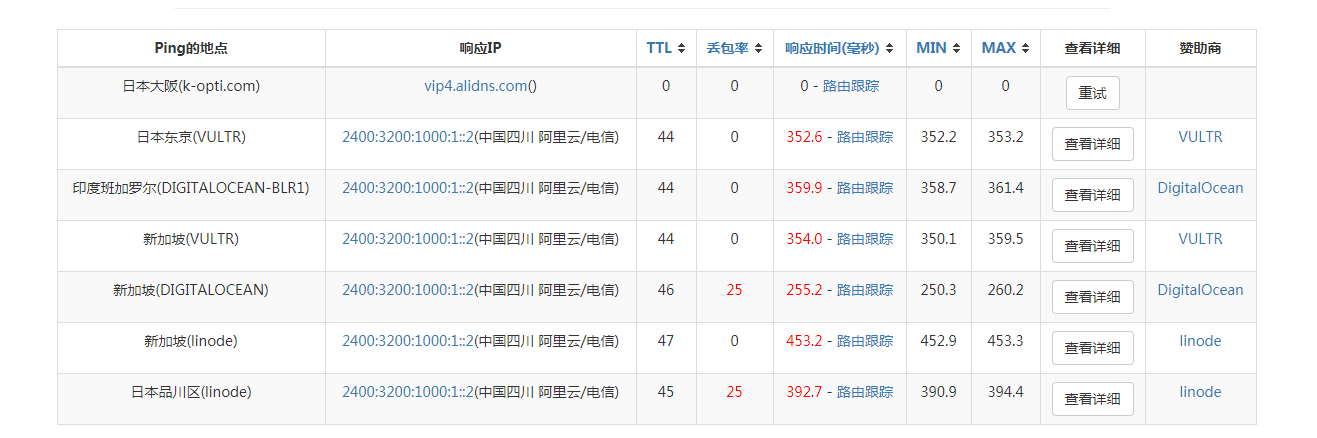 Ping的地点 响应IP TTL 丢包率 响应时间(毫秒) MIN MAX 查看详细 赞助商
日本大阪(k-opti.com) vip4.alidns.com() 0 0 0 - 路由跟踪 0 0 重试
日本东京(VULTR) 2400:3200:1000:1::2(中国四川 阿里云/电信) 44 0 352.6 - 路由跟踪 352.2 353.2 查看详细 VULTR
印度班加罗尔(DIGITALOCEAN-BLR1) 2400:3200:1000:1::2(中国四川 阿里云/电信) 44 0 359.9 - 路由跟踪 358.7 361.4 查看详细 DigitalOcean
新加坡(VULTR) 2400:3200:1000:1::2(中国四川 阿里云/电信) 44 0 354.0 - 路由跟踪 350.1 359.5 查看详细 VULTR
新加坡(DIGITALOCEAN) 2400:3200:1000:1::2(中国四川 阿里云/电信) 46 25 255.2 - 路由跟踪 250.3 260.2 查看详细 DigitalOcean
新加坡(linode) 2400:3200:1000:1::2(中国四川 阿里云/电信) 47 0 453.2 - 路由跟踪 452.9 453.3 查看详细 linode
日本品川区(linode) 2400:3200:1000:1::2(中国四川 阿里云/电信) 45 25 392.7 - 路由跟踪 390.9 394.4 查看详细 linode